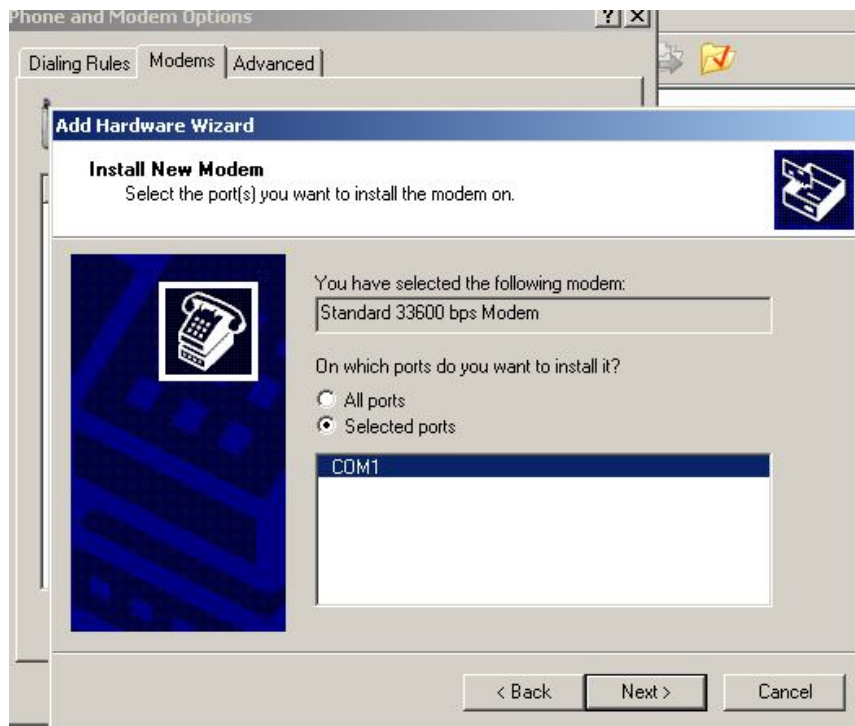 Phone and Modem Options
Dialing Rules Modems Advanced
Add Hardware Wizard
Install New Modem
Select the port(s) you want to install the modem on.
You have selected the following modem:
Standard 33600 bps Modem
On which ports do you want to install it?
All ports
Selected ports
COM1
< Back Next > Cancel